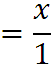 = x/1